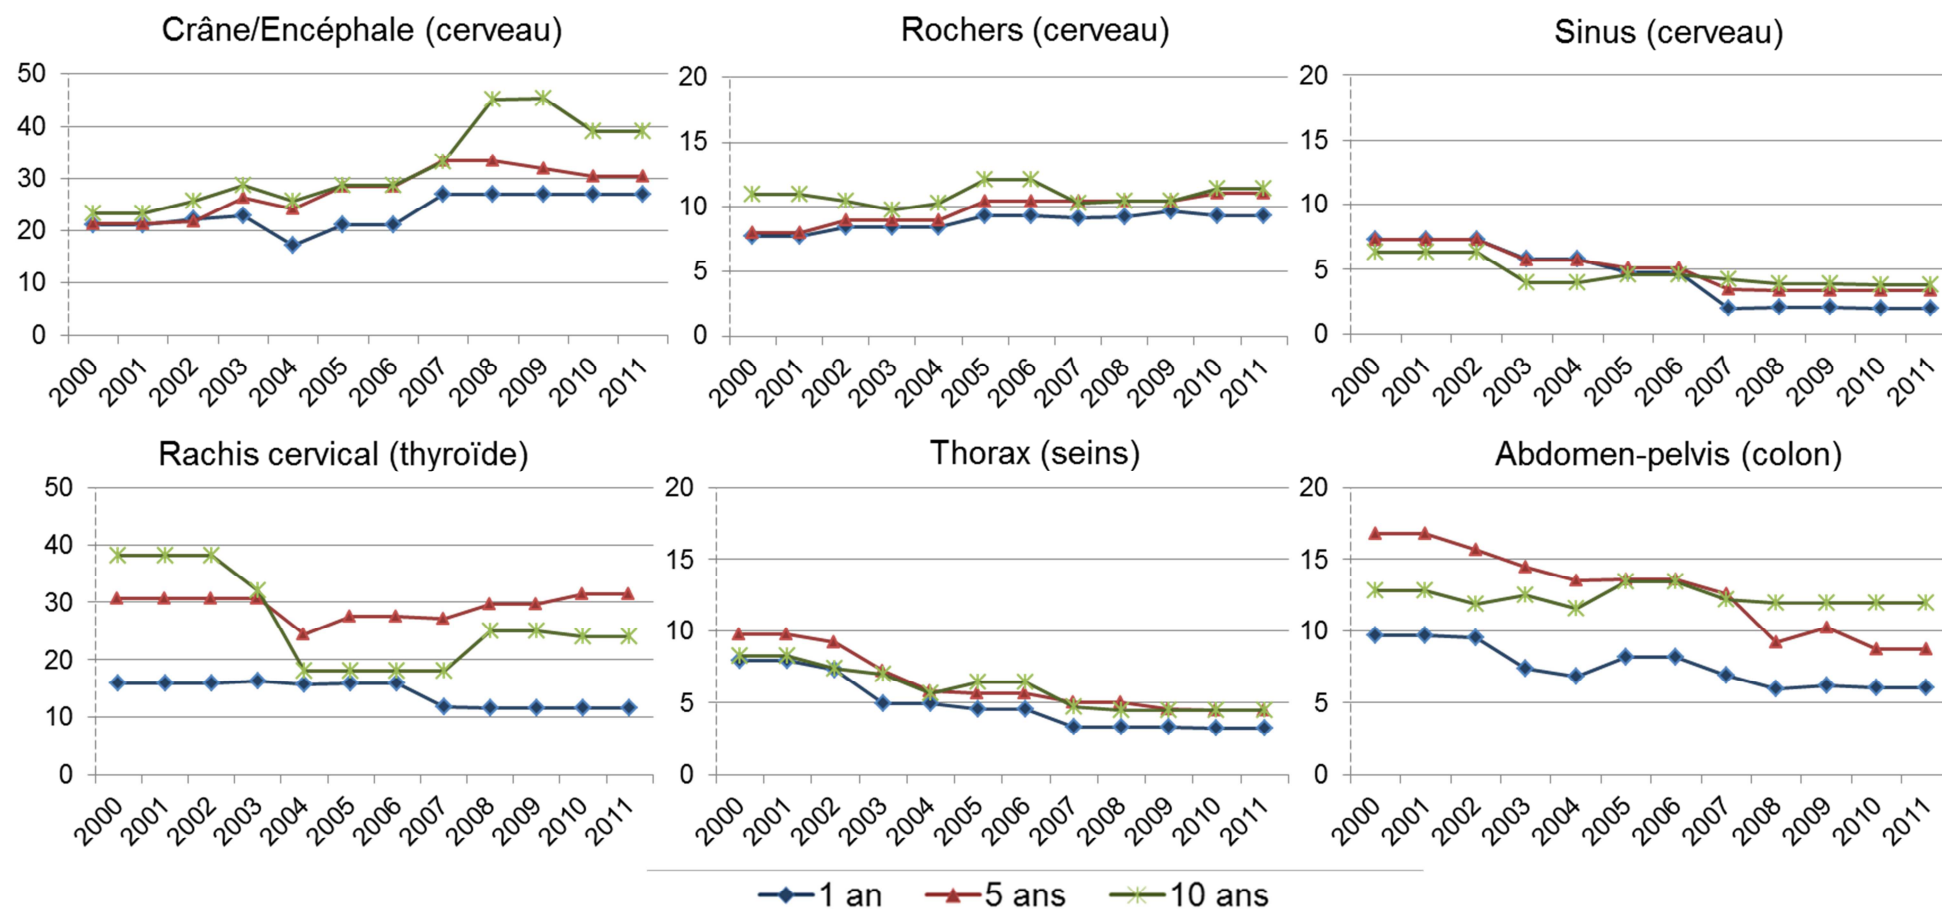 Crâne/Encéphale (cerveau)
50
40
30
20
10
0
2000 2001 2002 2003 2004 2005 2006 2007 2008 2009 2010 2011
Rochers (cerveau)
20
15
10
5
0
2000 2001 2002 2003 2004 2005 2006 2007 2008 2009 2010 2011
Sinus (cerveau)
20
15
10
5
0
2000 2001 2002 2003 2004 2005 2006 2007 2008 2009 2010 2011
Rachis cervical (thyroïde)
50
40
30
20
10
0
2000 2001 2002 2003 2004 2005 2006 2007 2008 2009 2010 2011
Thorax (seins)
20
15
10
5
0
2000 2001 2002 2003 2004 2005 2006 2007 2008 2009 2010 2011
Abdomen-pelvis (colon)
20
15
10
5
0
2000 2001 2002 2003 2004 2005 2006 2007 2008 2009 2010 2011
1 an 5 ans 10 ans